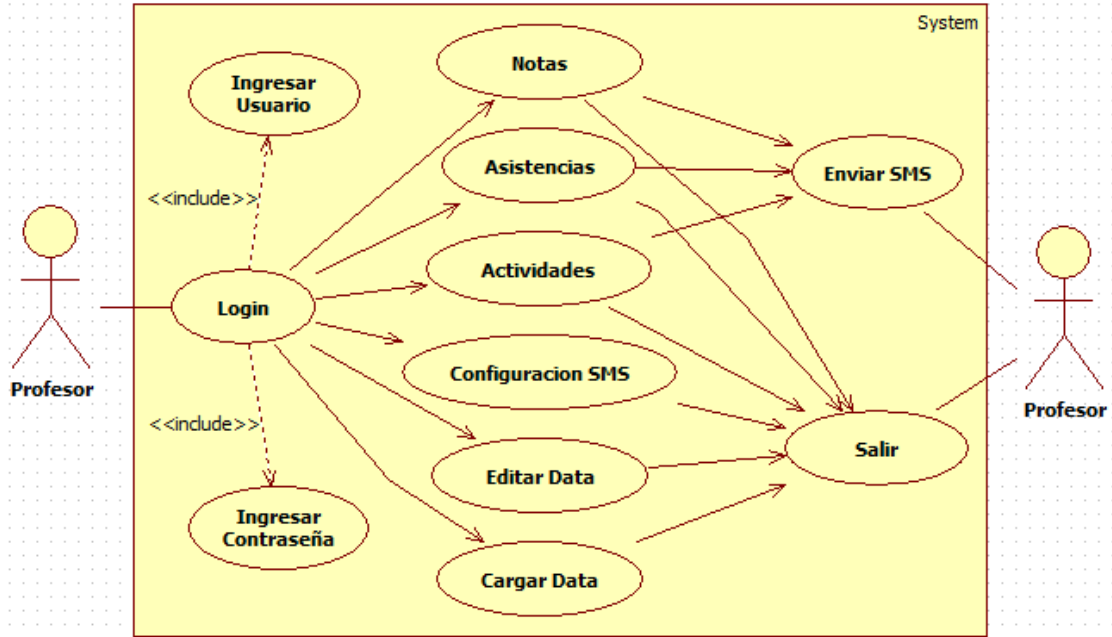 System
Notas
Ingresar
Usuario
Asistencias
Enviar SMS
<<include>>
Actividades
Login
Configuracion SMS
Profesor
Profesor
<<include>>
Salir
Editar Data
Ingresar
Contraseña
Cargar Data